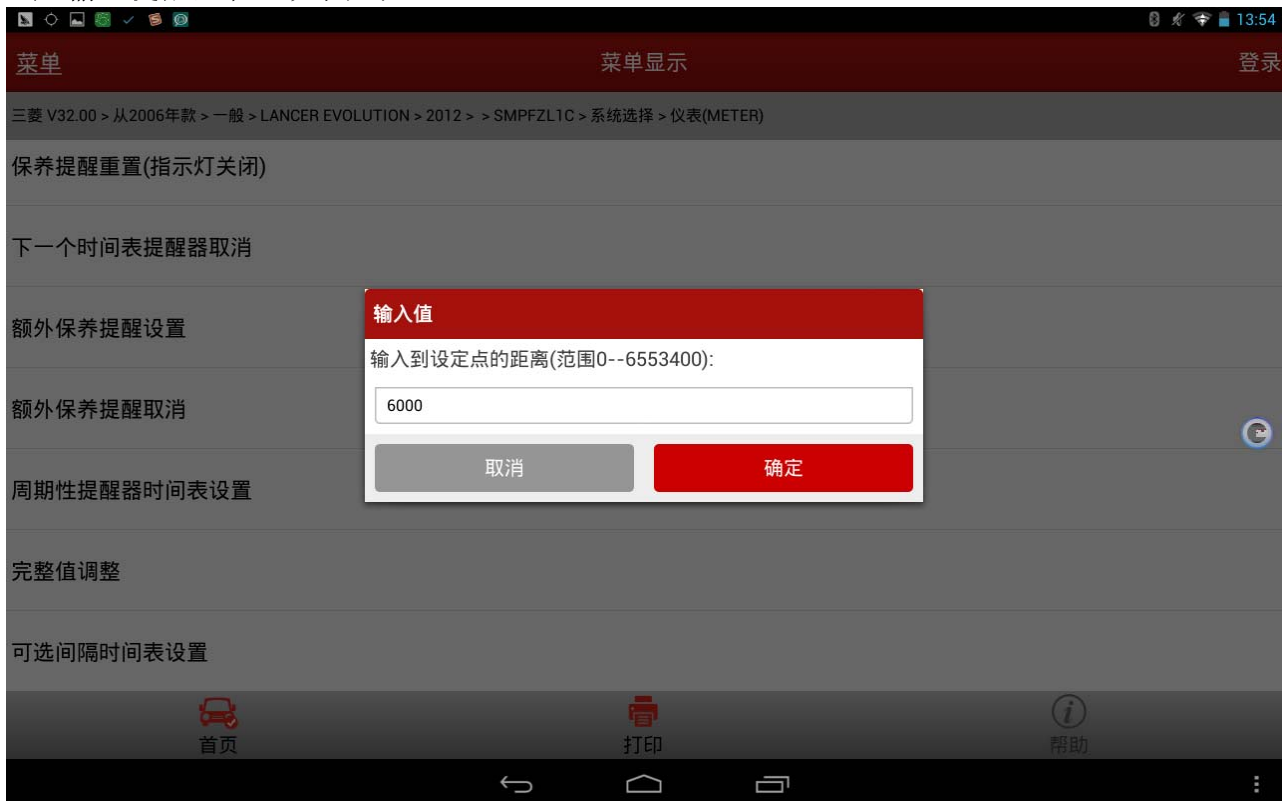 13:54
菜单
菜单显示
登录
三菱 V32.00 > 从2006年款 > 一般 > LANCER EVOLUTION > 2012 > > SMPFZL1C > 系统选择 > 仪表(METER)
保养提醒重置(指示灯关闭)
下一个时间表提醒器取消
额外保养提醒设置
额外保养提醒取消
周期性提醒器时间表设置
完整值调整
可选间隔时间表设置
输入值
输入到设定点的距离(范围0--6553400):
6000
取消
确定
首页
打印
帮助